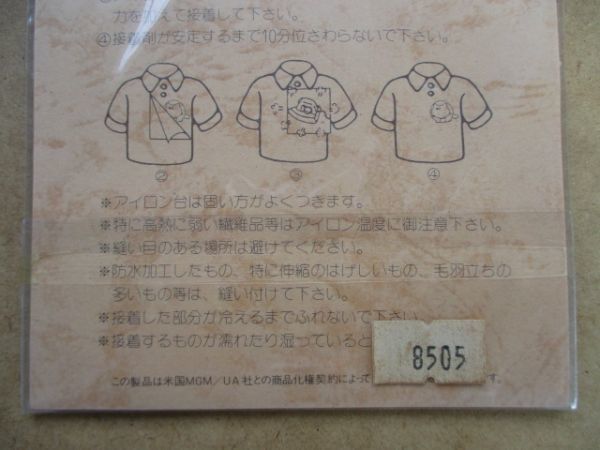 力を抑えて接着して下さい。
④接着剤が安定するまで10分位さわらないで下さい。
② ③ ④
※アイロン台は固い方がよくつきます。
※特に高熱に弱い繊維品等はアイロン温度に御注意下さい。
※縫い目のある場所は避けてください。
※防水加工したもの、特に伸縮のはげしいもの、毛羽立ちの
多いもの等は、縫い付けて下さい。
※接着した部分が冷えるまでふれないで下さい。
※接着するものが濡れたり湿っていると
8505
この製品は米国MGM/UA社との商品化権契約によって
す。